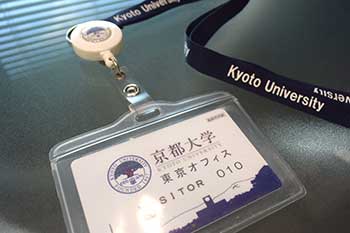 Kyoto University
Kyoto University
京都大学
KYOTO UNIVERSITY
東京オフィス
SITOR 010